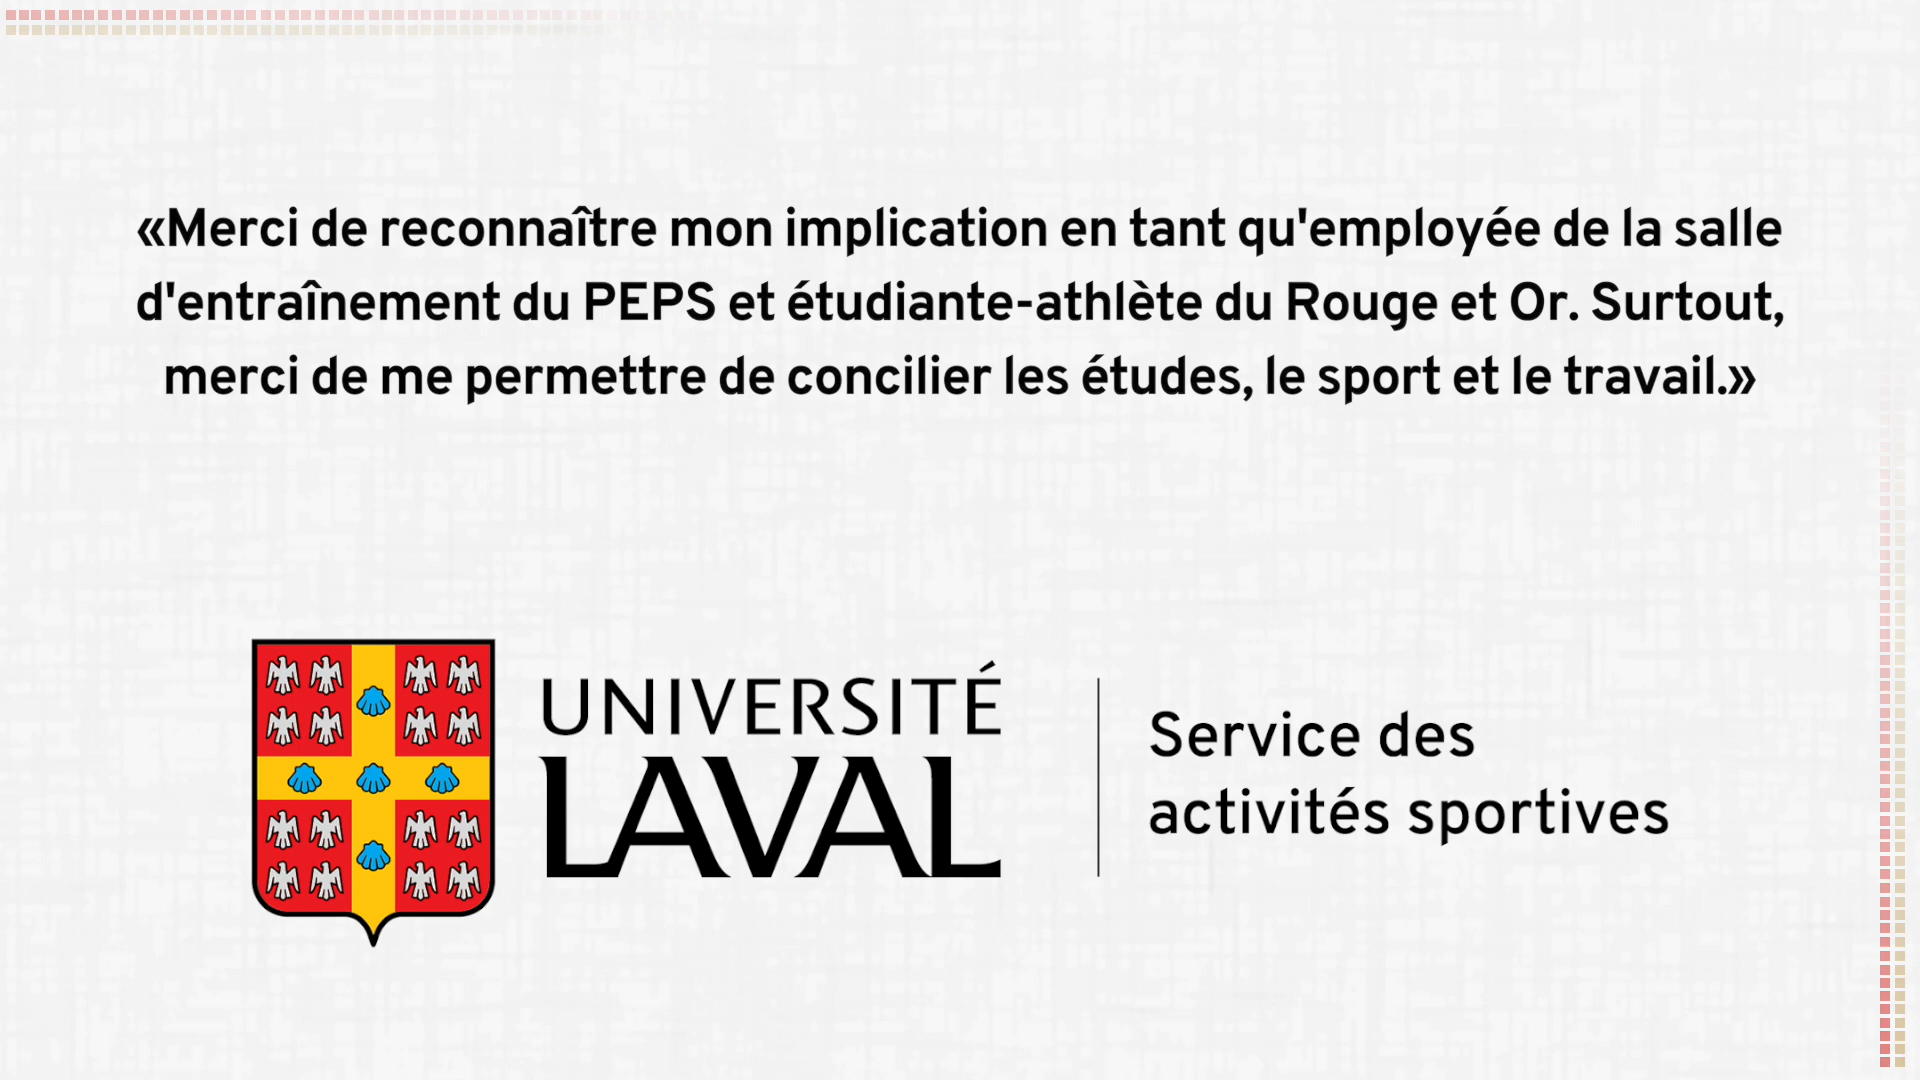 «Merci de reconnaître mon implication en tant qu'employée de la salle
d'entraînement du PEPS et étudiante-athlète du Rouge et Or. Surtout,
merci de me permettre de concilier les études, le sport et le travail.»
UNIVERSITÉ
LAVAL
Service des
activités sportives